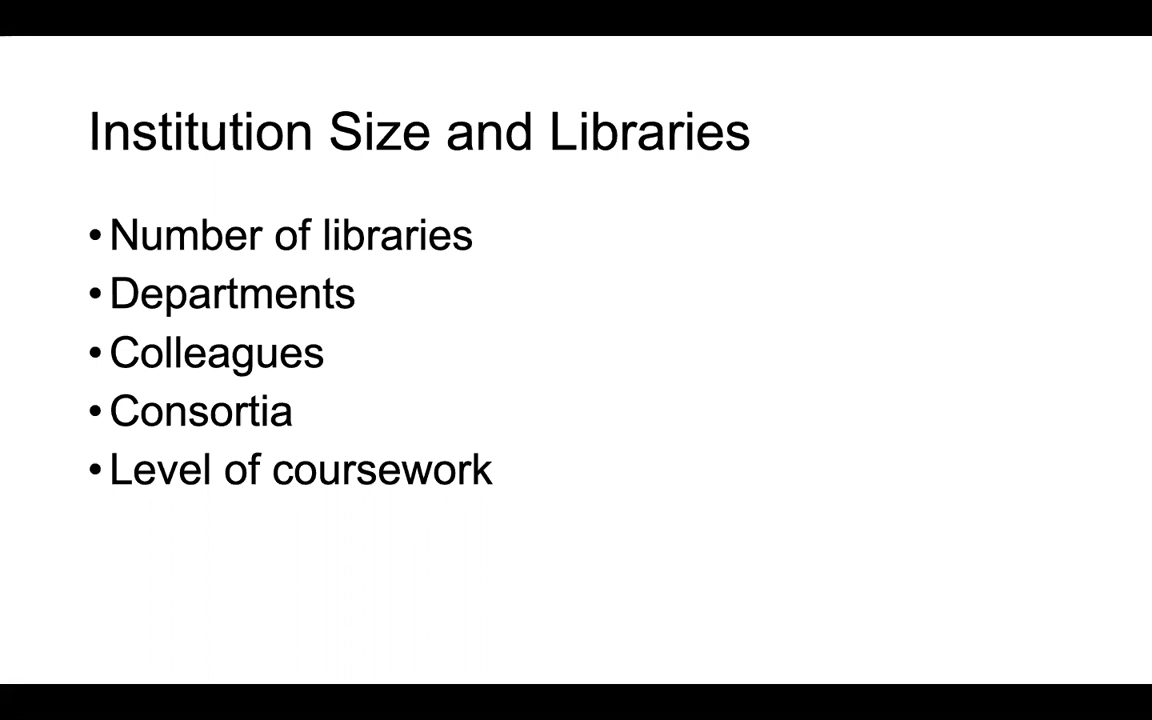 Institution Size and Libraries
•Number of libraries
•Departments
•Colleagues
•Consortia
•Level of coursework